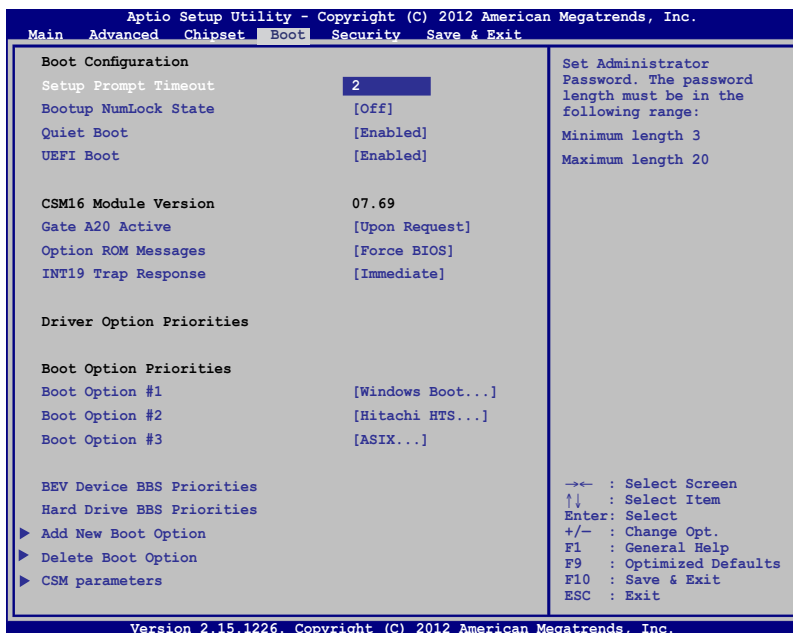 Aptio Setup Utility - Copyright (C) 2012 American Megatrends, Inc.
Main Advanced Chipset Boot Security Save & Exit
Boot Configuration
Setup Prompt Timeout 2
Bootup NumLock State [Off]
Quiet Boot [Enabled]
UEFI Boot [Enabled]
CSM16 Module Version 07.69
Gate A20 Active [Upon Request]
Option ROM Messages [Force BIOS]
INT19 Trap Response [Immediate]
Driver Option Priorities
Boot Option Priorities
Boot Option #1 [Windows Boot...]
Boot Option #2 [Hitachi HTS...]
Boot Option #3 [ASIX...]
BEV Device BBS Priorities
Hard Drive BBS Priorities
Add New Boot Option
Delete Boot Option
CSM parameters
Set Administrator
Password. The password
length must be in the
following range:
Minimum length 3
Maximum length 20
→← : Select Screen
↑↓ : Select Item
Enter: Select
+/— : Change Opt.
F1 : General Help
F9 : Optimized Defaults
F10 : Save & Exit
ESC : Exit
Version 2.15.1226. Copyright (C) 2012 American Megatrends, Inc.